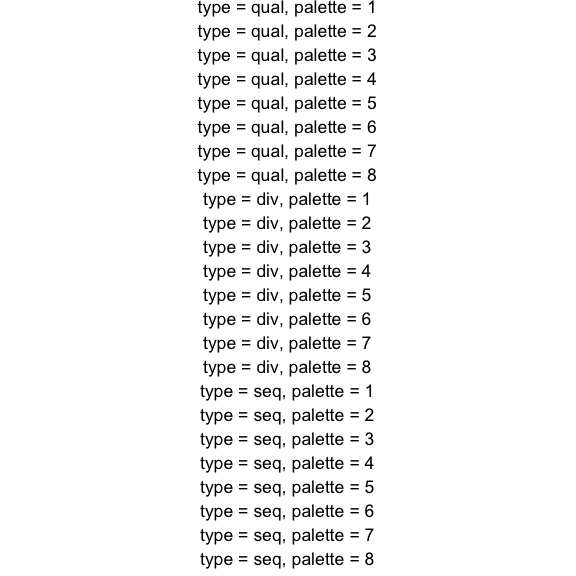 type = qual, palette = 1
type = qual, palette = 2
type = qual, palette = 3
type = qual, palette = 4
type = qual, palette = 5
type = qual, palette = 6
type = qual, palette = 7
type = qual, palette = 8
type = div, palette = 1
type = div, palette = 2
type = div, palette = 3
type = div, palette = 4
type = div, palette = 5
type = div, palette = 6
type = div, palette = 7
type = div, palette = 8
type = seq, palette = 1
type = seq, palette = 2
type = seq, palette = 3
type = seq, palette = 4
type = seq, palette = 5
type = seq, palette = 6
type = seq, palette = 7
type = seq, palette = 8